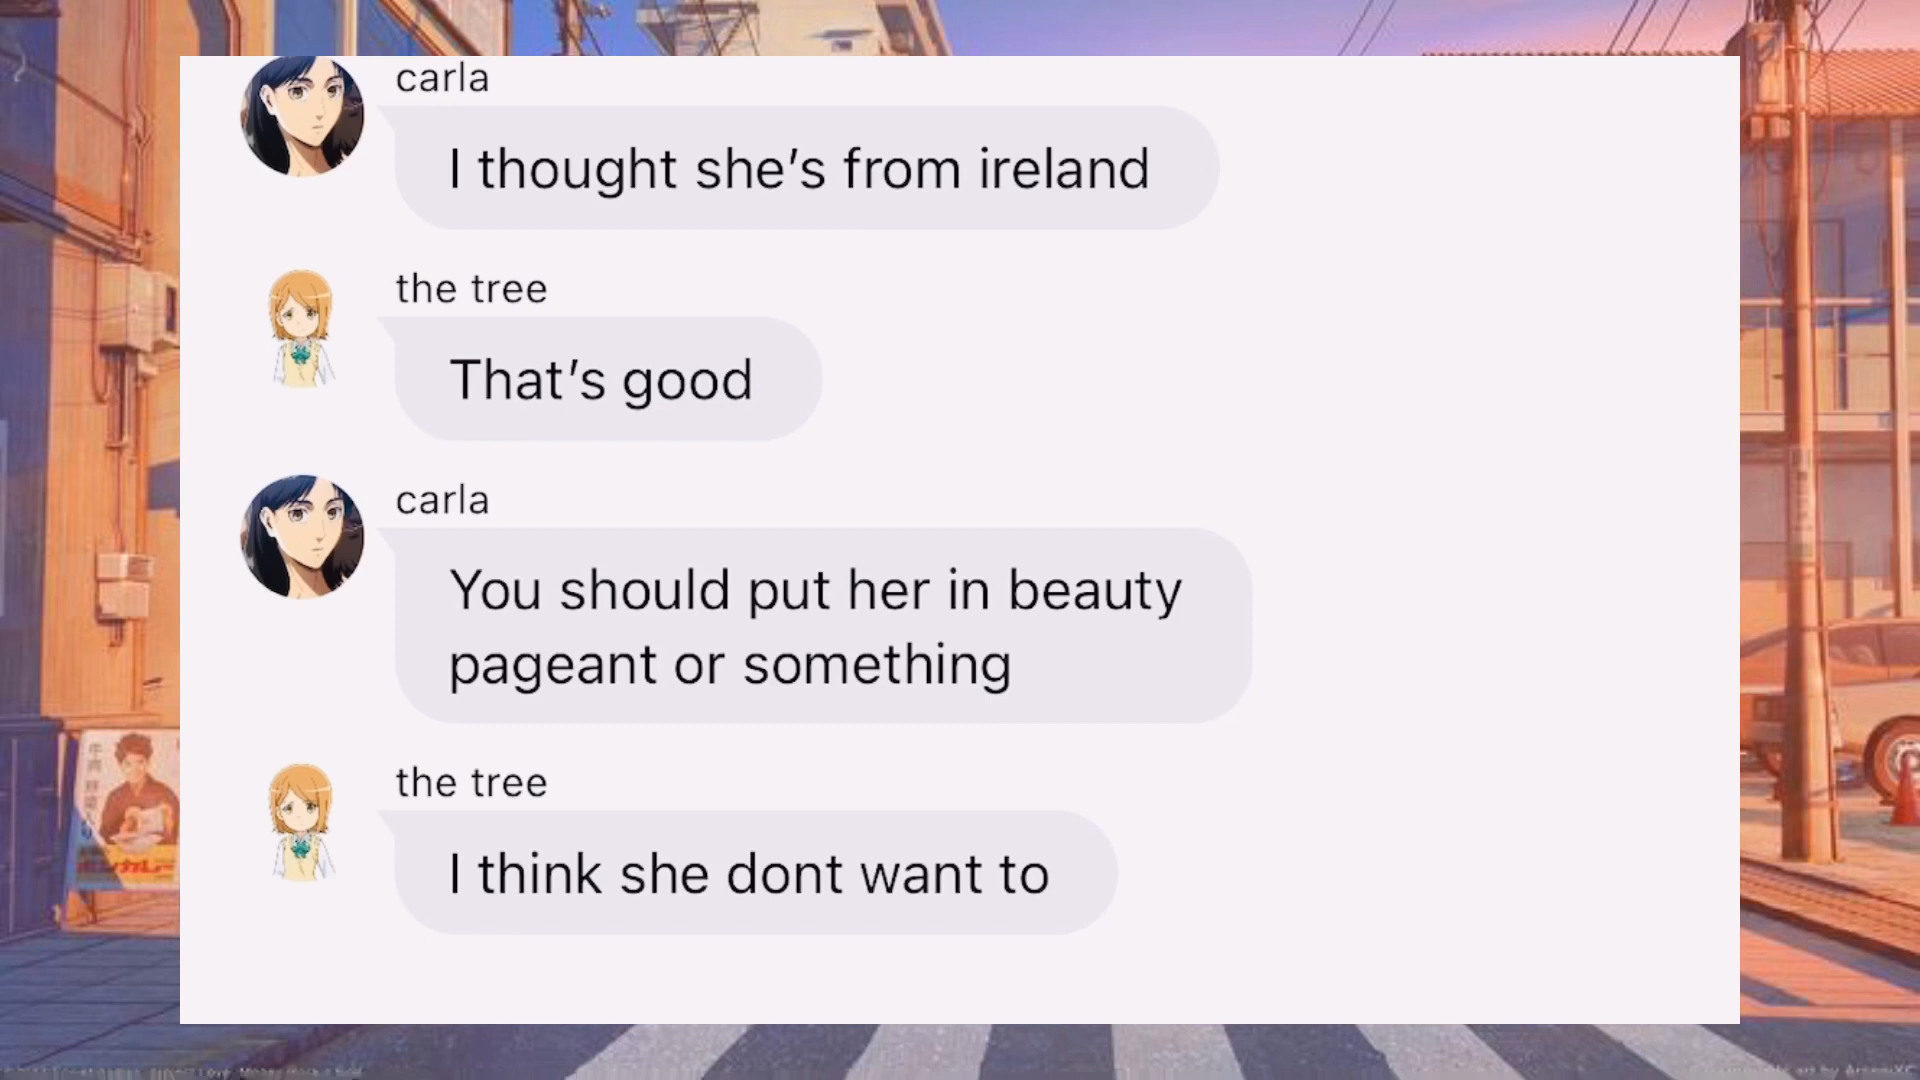 carla
I thought she’s from ireland
the tree
That’s good
carla
You should put her in beauty
pageant or something
the tree
I think she dont want to